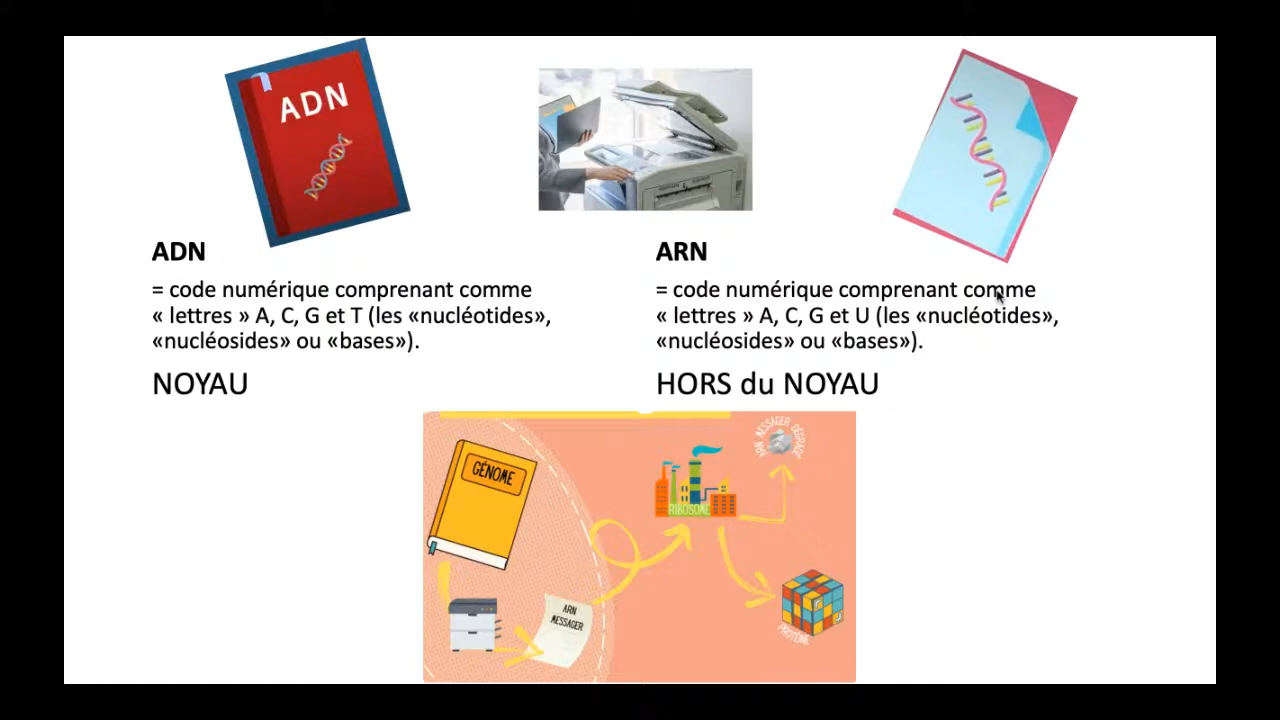 ADN
ADN
= code numérique comprenant comme
« lettres » A, C, G et T (les «nucléotides»,
«nucléosides» ou «bases»).
NOYAU
ARN
= code numérique comprenant comme
« lettres » A, C, G et U (les «nucléotides»,
«nucléosides» ou «bases»).
HORS du NOYAU
GÉNOME
ARN
MESSAGER
RIBOSOME
ARN MESSAGER DÉGRADÉ
PROTÉINE